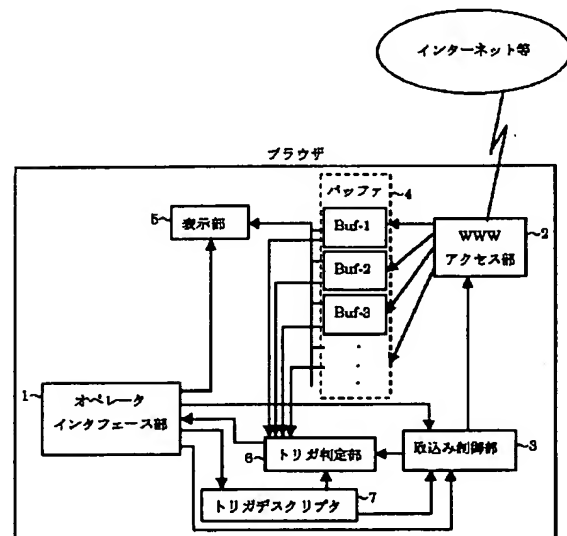 インターネット等
ブラウザ
バッファ
~4
5~
表示部
Buf-1
WWW
アクセス部
~2
Buf-2
Buf-3
1~
オペレータ
インタフェース部
6~
トリガ判定部
取込み制御部
~3
トリガデスクリプタ
~7